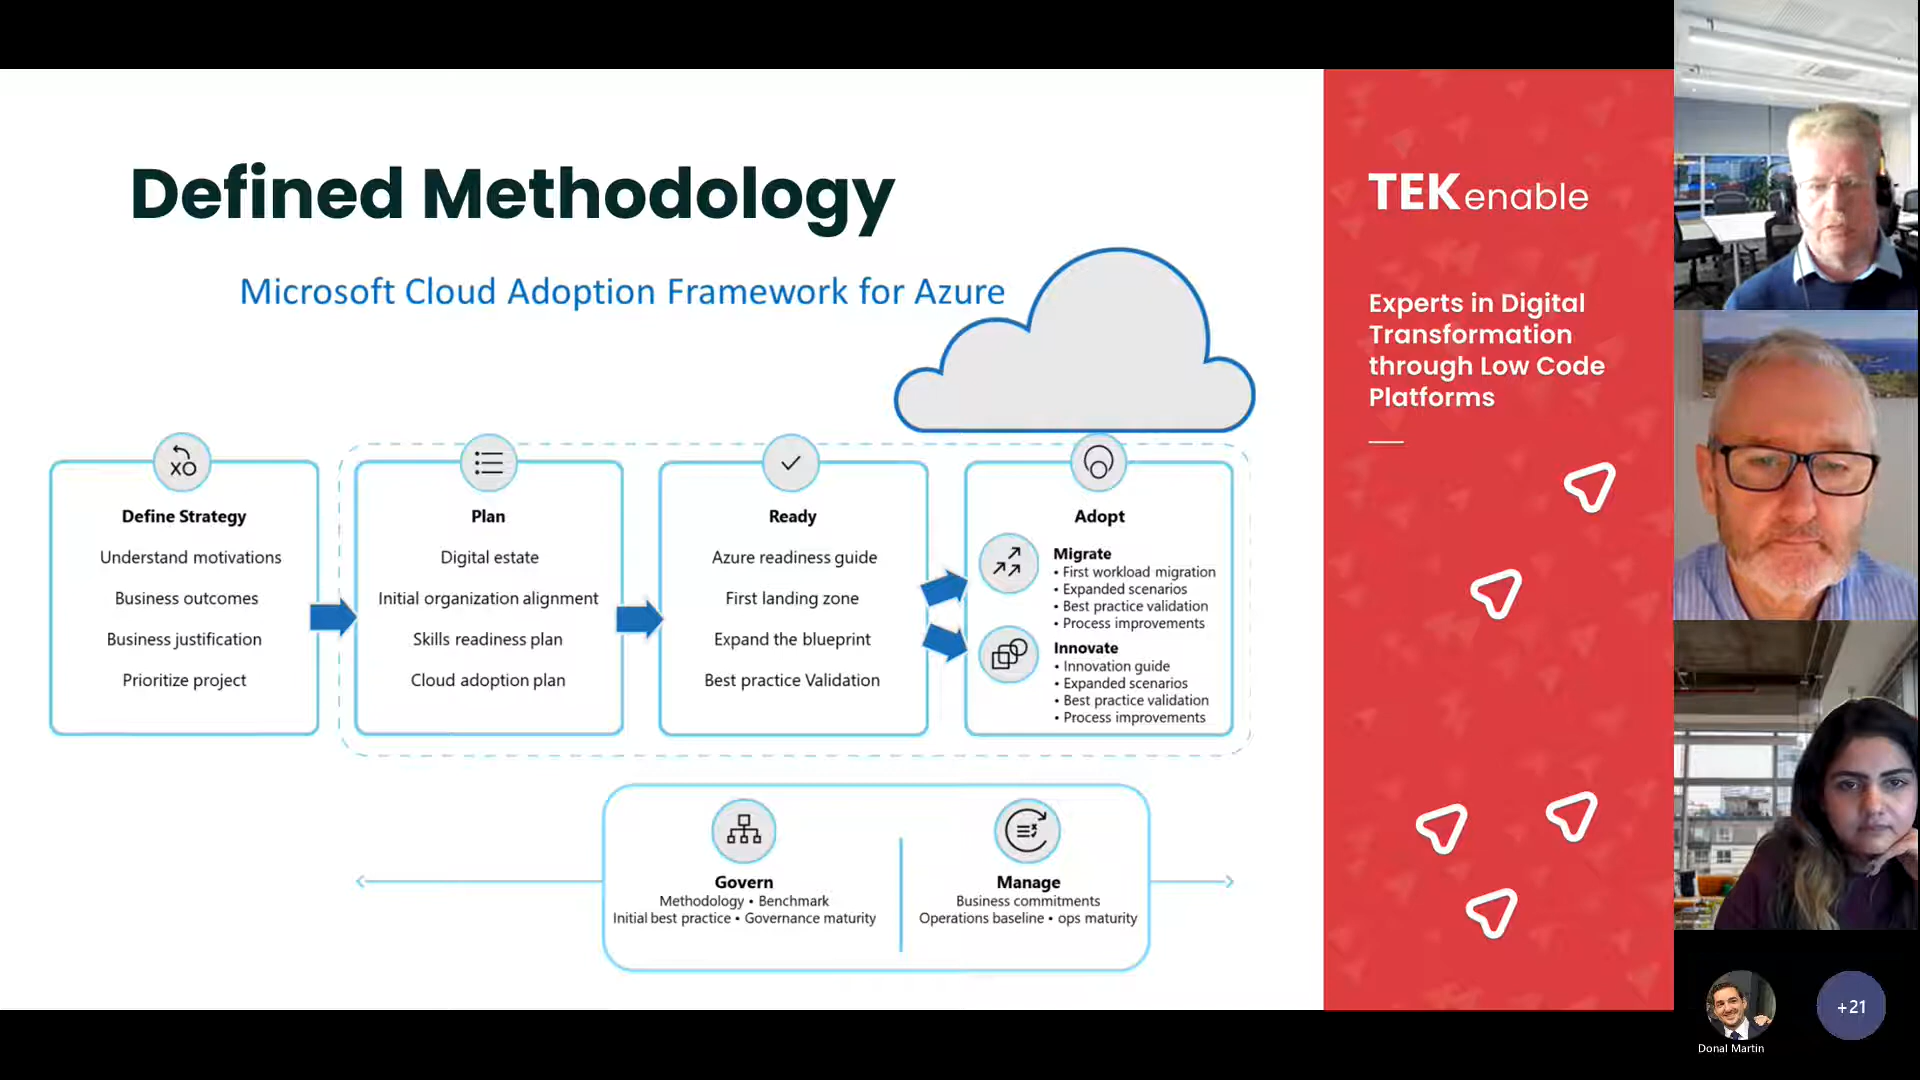 Defined Methodology
Microsoft Cloud Adoption Framework for Azure
XO
Define Strategy
Understand motivations
Business outcomes
Business justification
Prioritize project
Plan
Digital estate
Initial organization alignment
Skills readiness plan
Cloud adoption plan
Ready
Azure readiness guide
First landing zone
Expand the blueprint
Best practice Validation
Adopt
Migrate
• First workload migration
• Expanded scenarios
• Best practice validation
• Process improvements
Innovate
• Innovation guide
• Expanded scenarios
• Best practice validation
• Process improvements
Govern
Methodology • Benchmark
Initial best practice • Governance maturity
Manage
Business commitments
Operations baseline • ops maturity
TEKenable
Experts in Digital
Transformation
through Low Code
Platforms
+21
Donal Martin